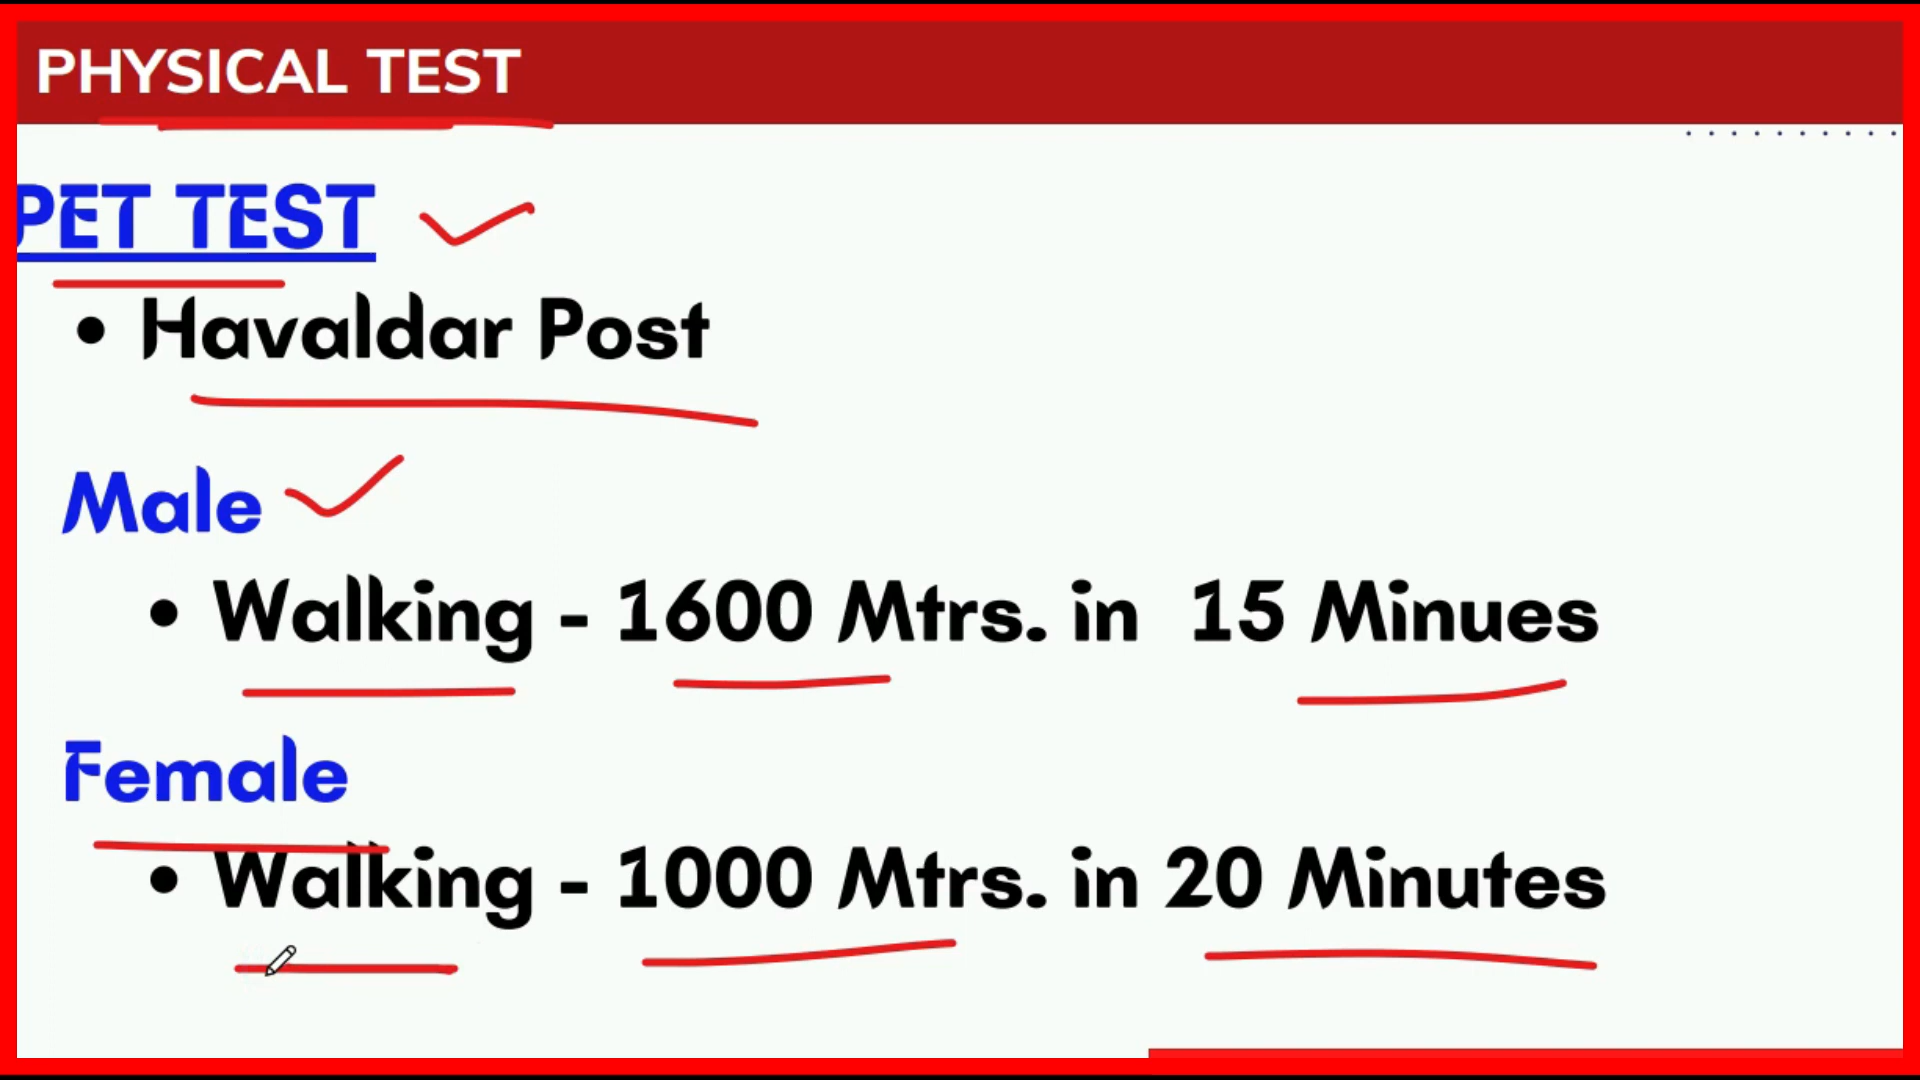 PHYSICAL TEST
PET TEST
• Havaldar Post
Male
• Walking - 1600 Mtrs. in 15 Minues
Female
• Walking - 1000 Mtrs. in 20 Minutes